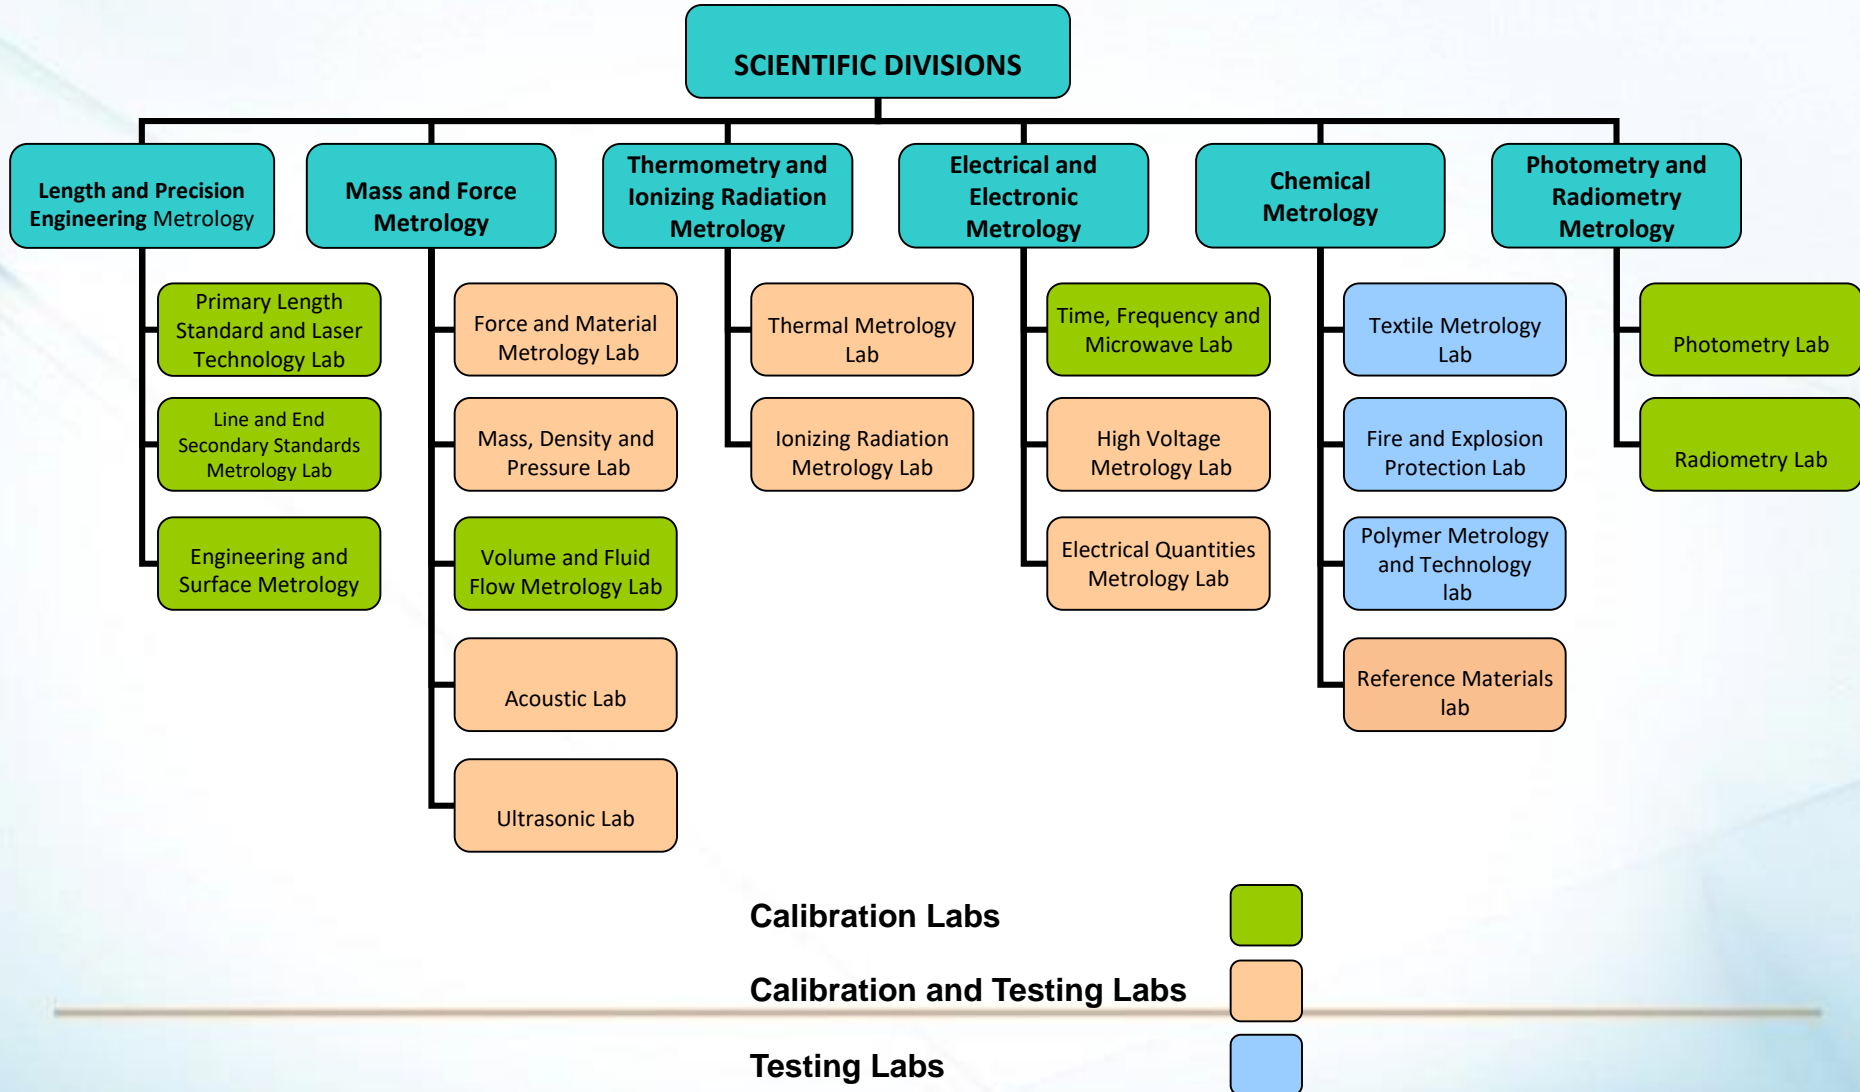 SCIENTIFIC DIVISIONS
Length and Precision
Engineering Metrology
Mass and Force
Metrology
Thermometry and
Ionizing Radiation
Metrology
Electrical and
Electronic
Metrology
Chemical
Metrology
Photometry and
Radiometry
Metrology
Primary Length
Standard and Laser
Technology Lab
Line and End
Secondary Standards
Metrology Lab
Engineering and
Surface Metrology
Force and Material
Metrology Lab
Mass, Density and
Pressure Lab
Volume and Fluid
Flow Metrology Lab
Acoustic Lab
Ultrasonic Lab
Thermal Metrology
Lab
Ionizing Radiation
Metrology Lab
Time, Frequency and
Microwave Lab
High Voltage
Metrology Lab
Electrical Quantities
Metrology Lab
Textile Metrology
Lab
Fire and Explosion
Protection Lab
Polymer Metrology
and Technology
lab
Reference Materials
lab
Photometry Lab
Radiometry Lab
Calibration Labs
Calibration and Testing Labs
Testing Labs